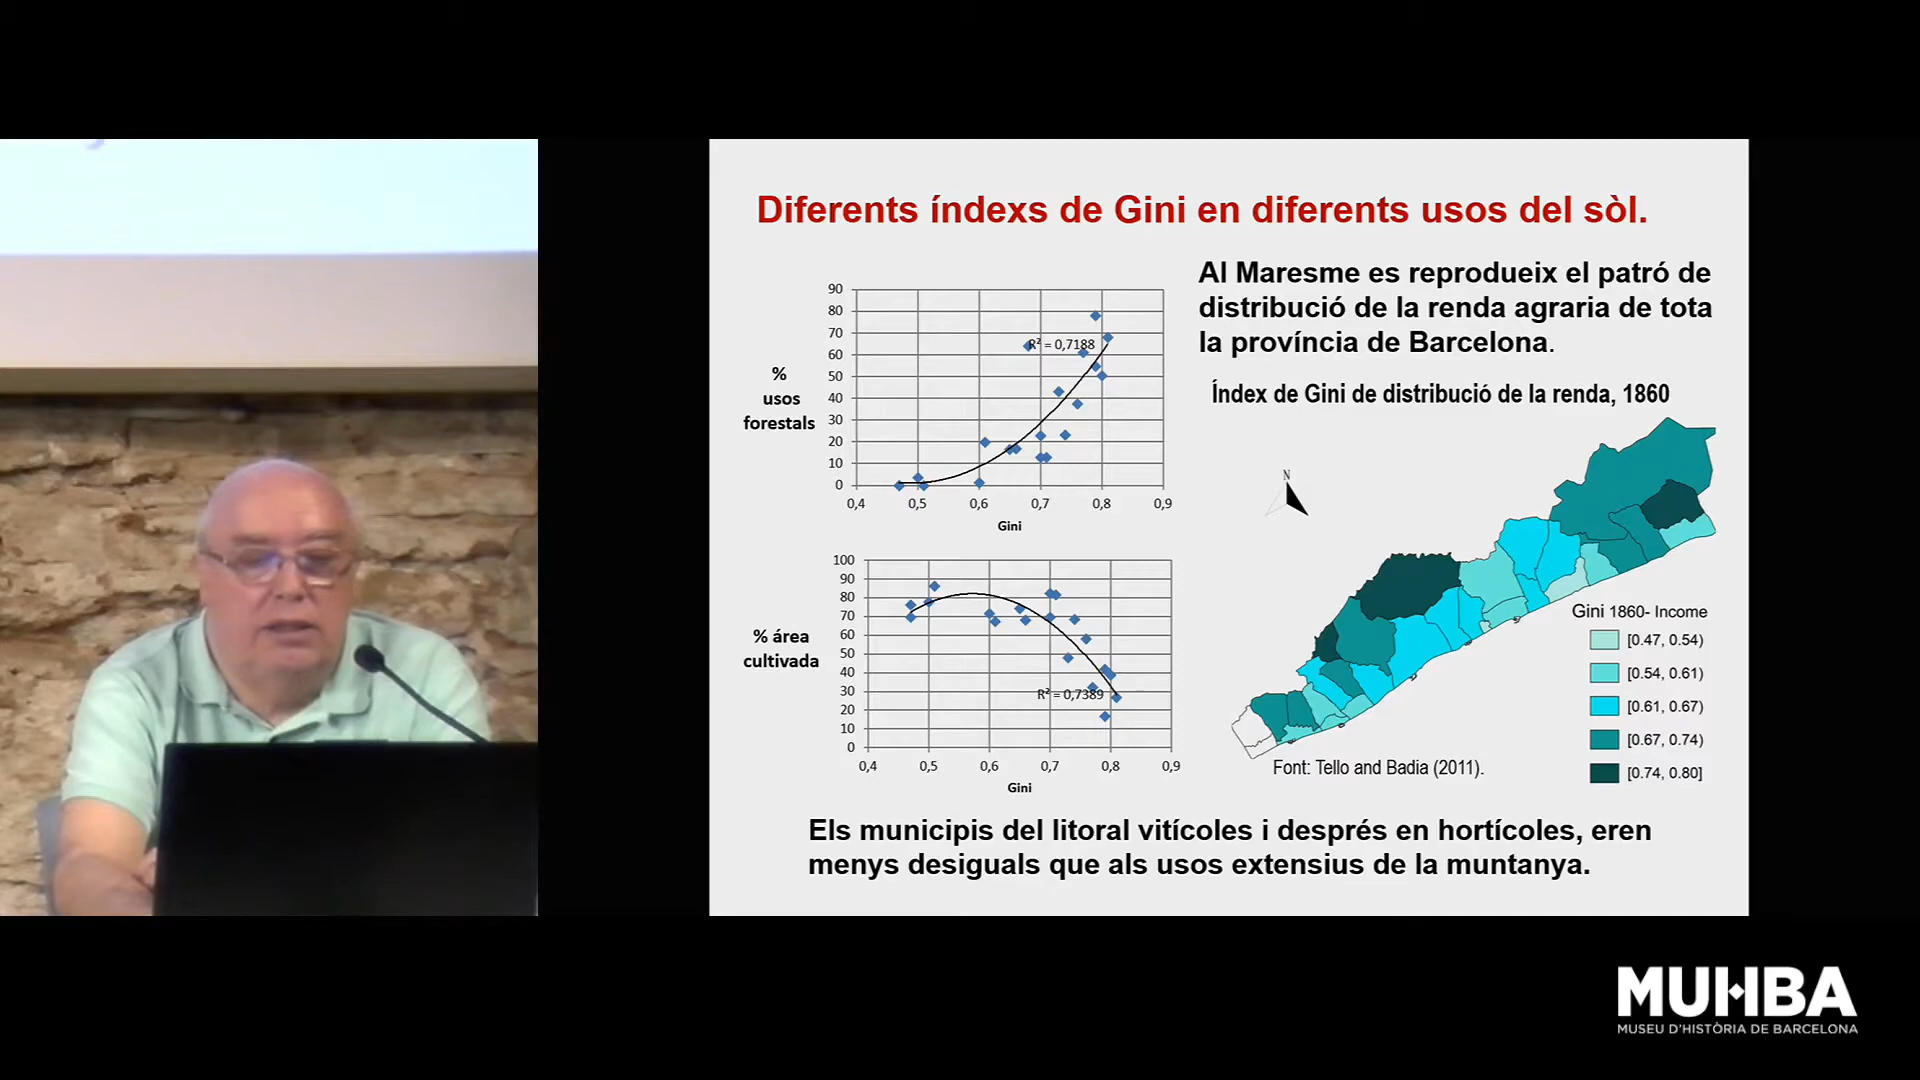 Diferents índexs de Gini en diferents usos del sòl.
Al Maresme es reprodueix el patró de
distribució de la renda agraria de tota
la província de Barcelona.
Índex de Gini de distribució de la renda, 1860
%
usos
forestals
90
80
70
60
50
40
30
20
10
0
R² = 0,7188
0,4 0,5 0,6 0,7 0,8 0,9
Gini
% área
cultivada
100
90
80
70
60
50
40
30
20
10
0
R² = 0,7389
0,4 0,5 0,6 0,7 0,8 0,9
Gini
N
Gini 1860- Income
[0.47, 0.54)
[0.54, 0.61)
[0.61, 0.67)
[0.67, 0.74)
[0.74, 0.80]
Font: Tello and Badia (2011).
Els municipis del litoral vitícoles i després en hortícoles, eren
menys desiguals que als usos extensius de la muntanya.
MUHBA
MUSEU D'HISTÒRIA DE BARCELONA